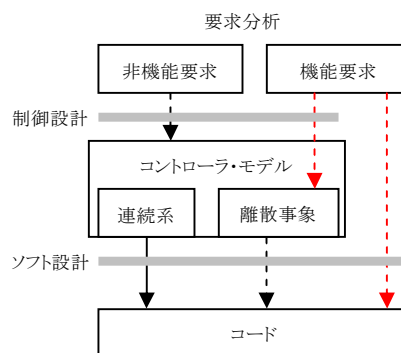 要求分析
非機能要求
機能要求
制御設計
コントローラ・モデル
連続系
離散事象
ソフト設計
コード